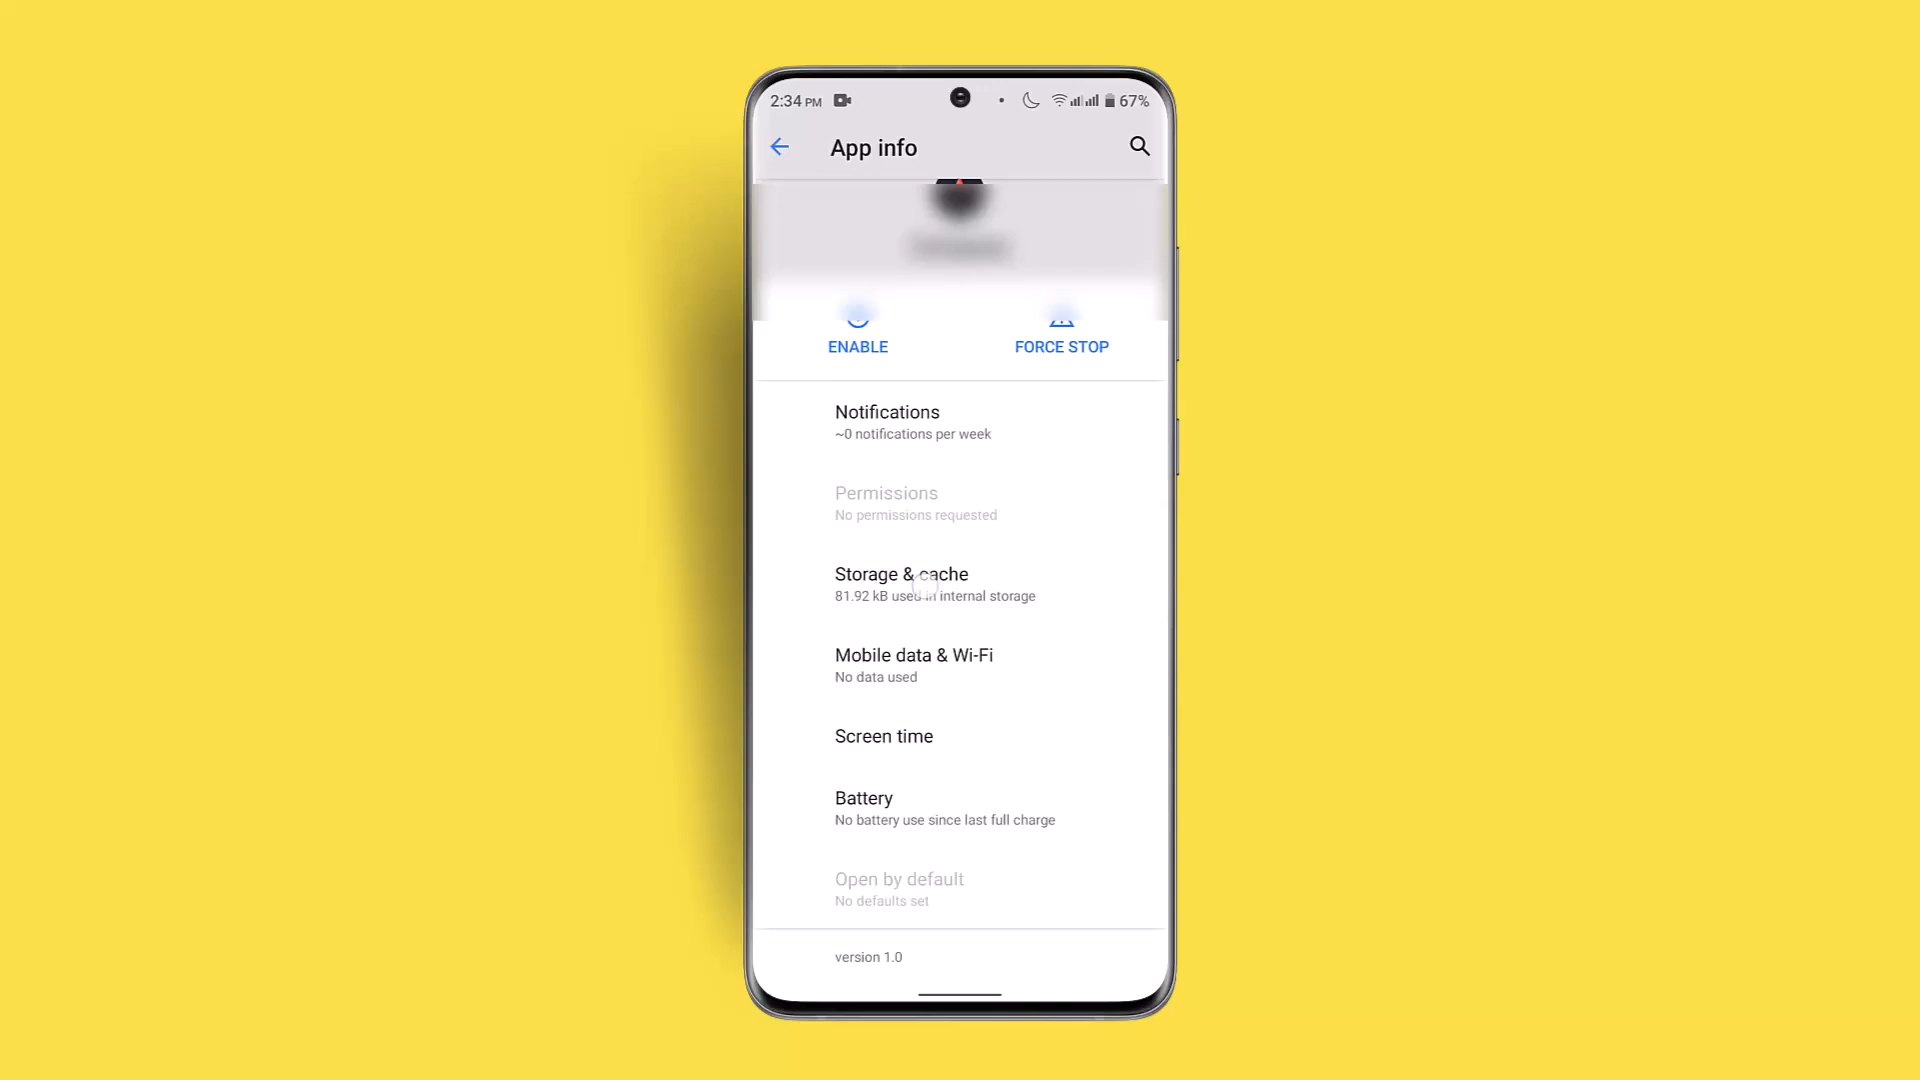 2:34 PM
67%
App info
ENABLE
FORCE STOP
Notifications
~0 notifications per week
Permissions
No permissions requested
Storage & cache
81.92 kB used in internal storage
Mobile data & Wi-Fi
No data used
Screen time
Battery
No battery use since last full charge
Open by default
No defaults set
version 1.0